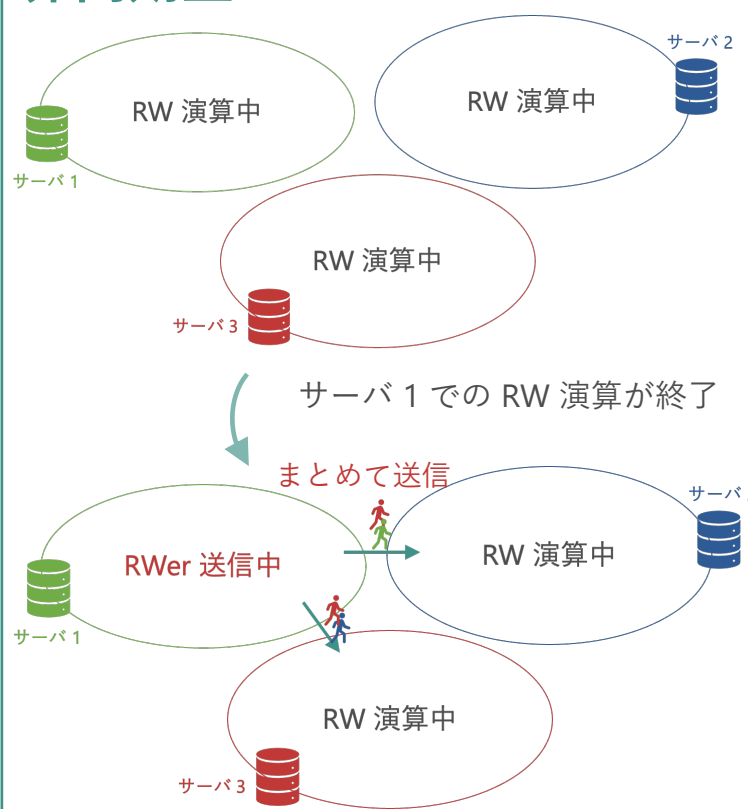 サーバ 2
RW 演算中
RW 演算中
サーバ 1
RW 演算中
サーバ 3
サーバ 1 での RW 演算が終了
まとめて送信
サーバ
RWer 送信中
RW 演算中
サーバ 1
RW 演算中
サーバ 3